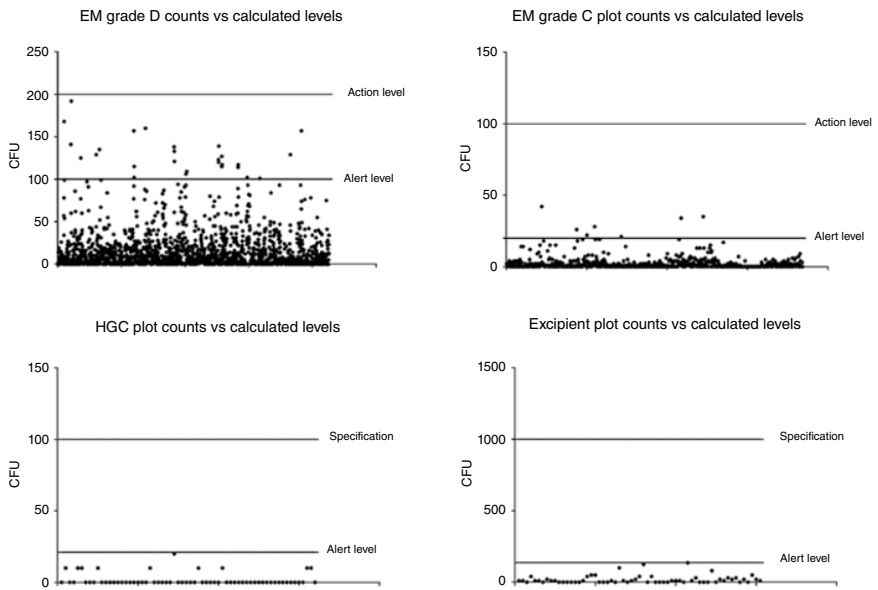 EM grade D counts vs calculated levels
250
200
150
100
50
0
CFU
Action level
Alert level
EM grade C plot counts vs calculated levels
150
100
50
0
CFU
Action level
Alert level
HGC plot counts vs calculated levels
150
100
50
0
CFU
Specification
Alert level
Excipient plot counts vs calculated levels
1500
1000
500
0
CFU
Specification
Alert level